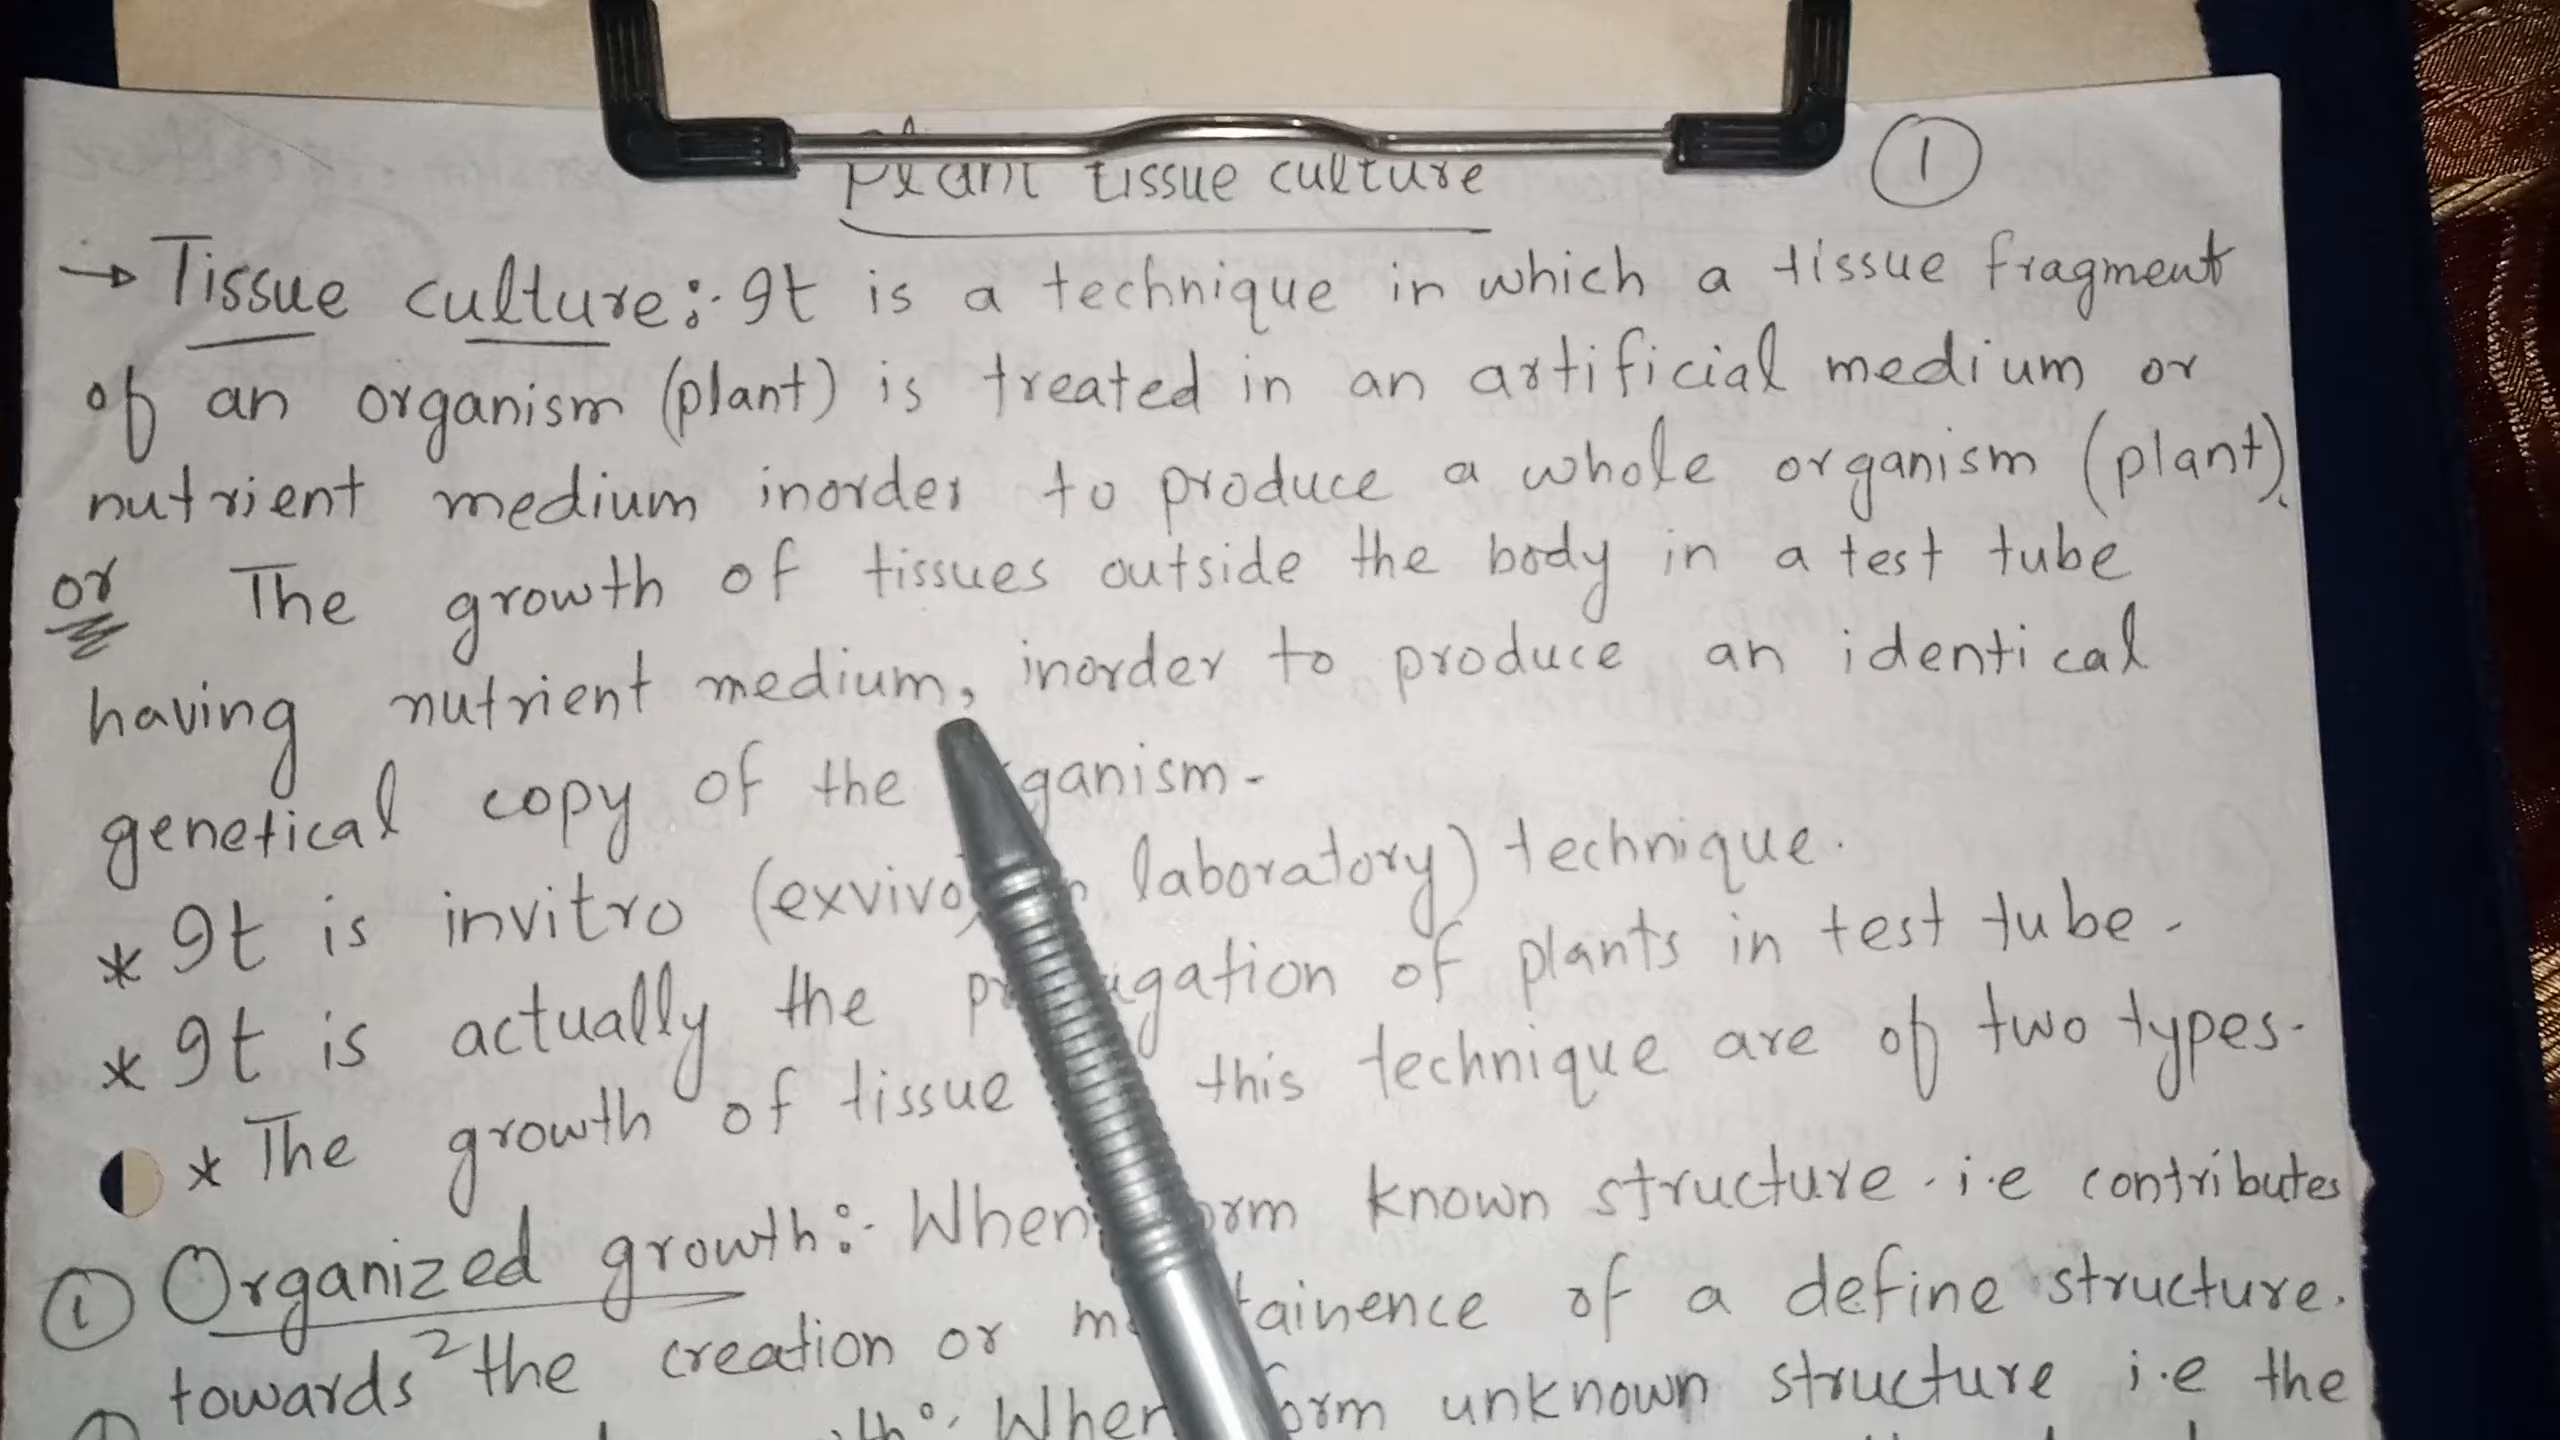 Plant tissue culture
1
→ Tissue culture:- It is a technique in which a tissue fragment
of an organism (plant) is treated in an artificial medium or
nutrient medium inorder to produce a whole organism (plant).
or The growth of tissues outside the body in a test tube
having nutrient medium, inorder to produce an identical
genetical copy of the organism-
* It is invitro (exvivo, laboratory) technique.
* It is actually the propagation of plants in test tube.
* The growth of tissue this technique are of two types.
1 Organized growth:- When form known structure. i.e contributes
towards the creation or maintainence of a define structure.
When form unknown structure i.e the